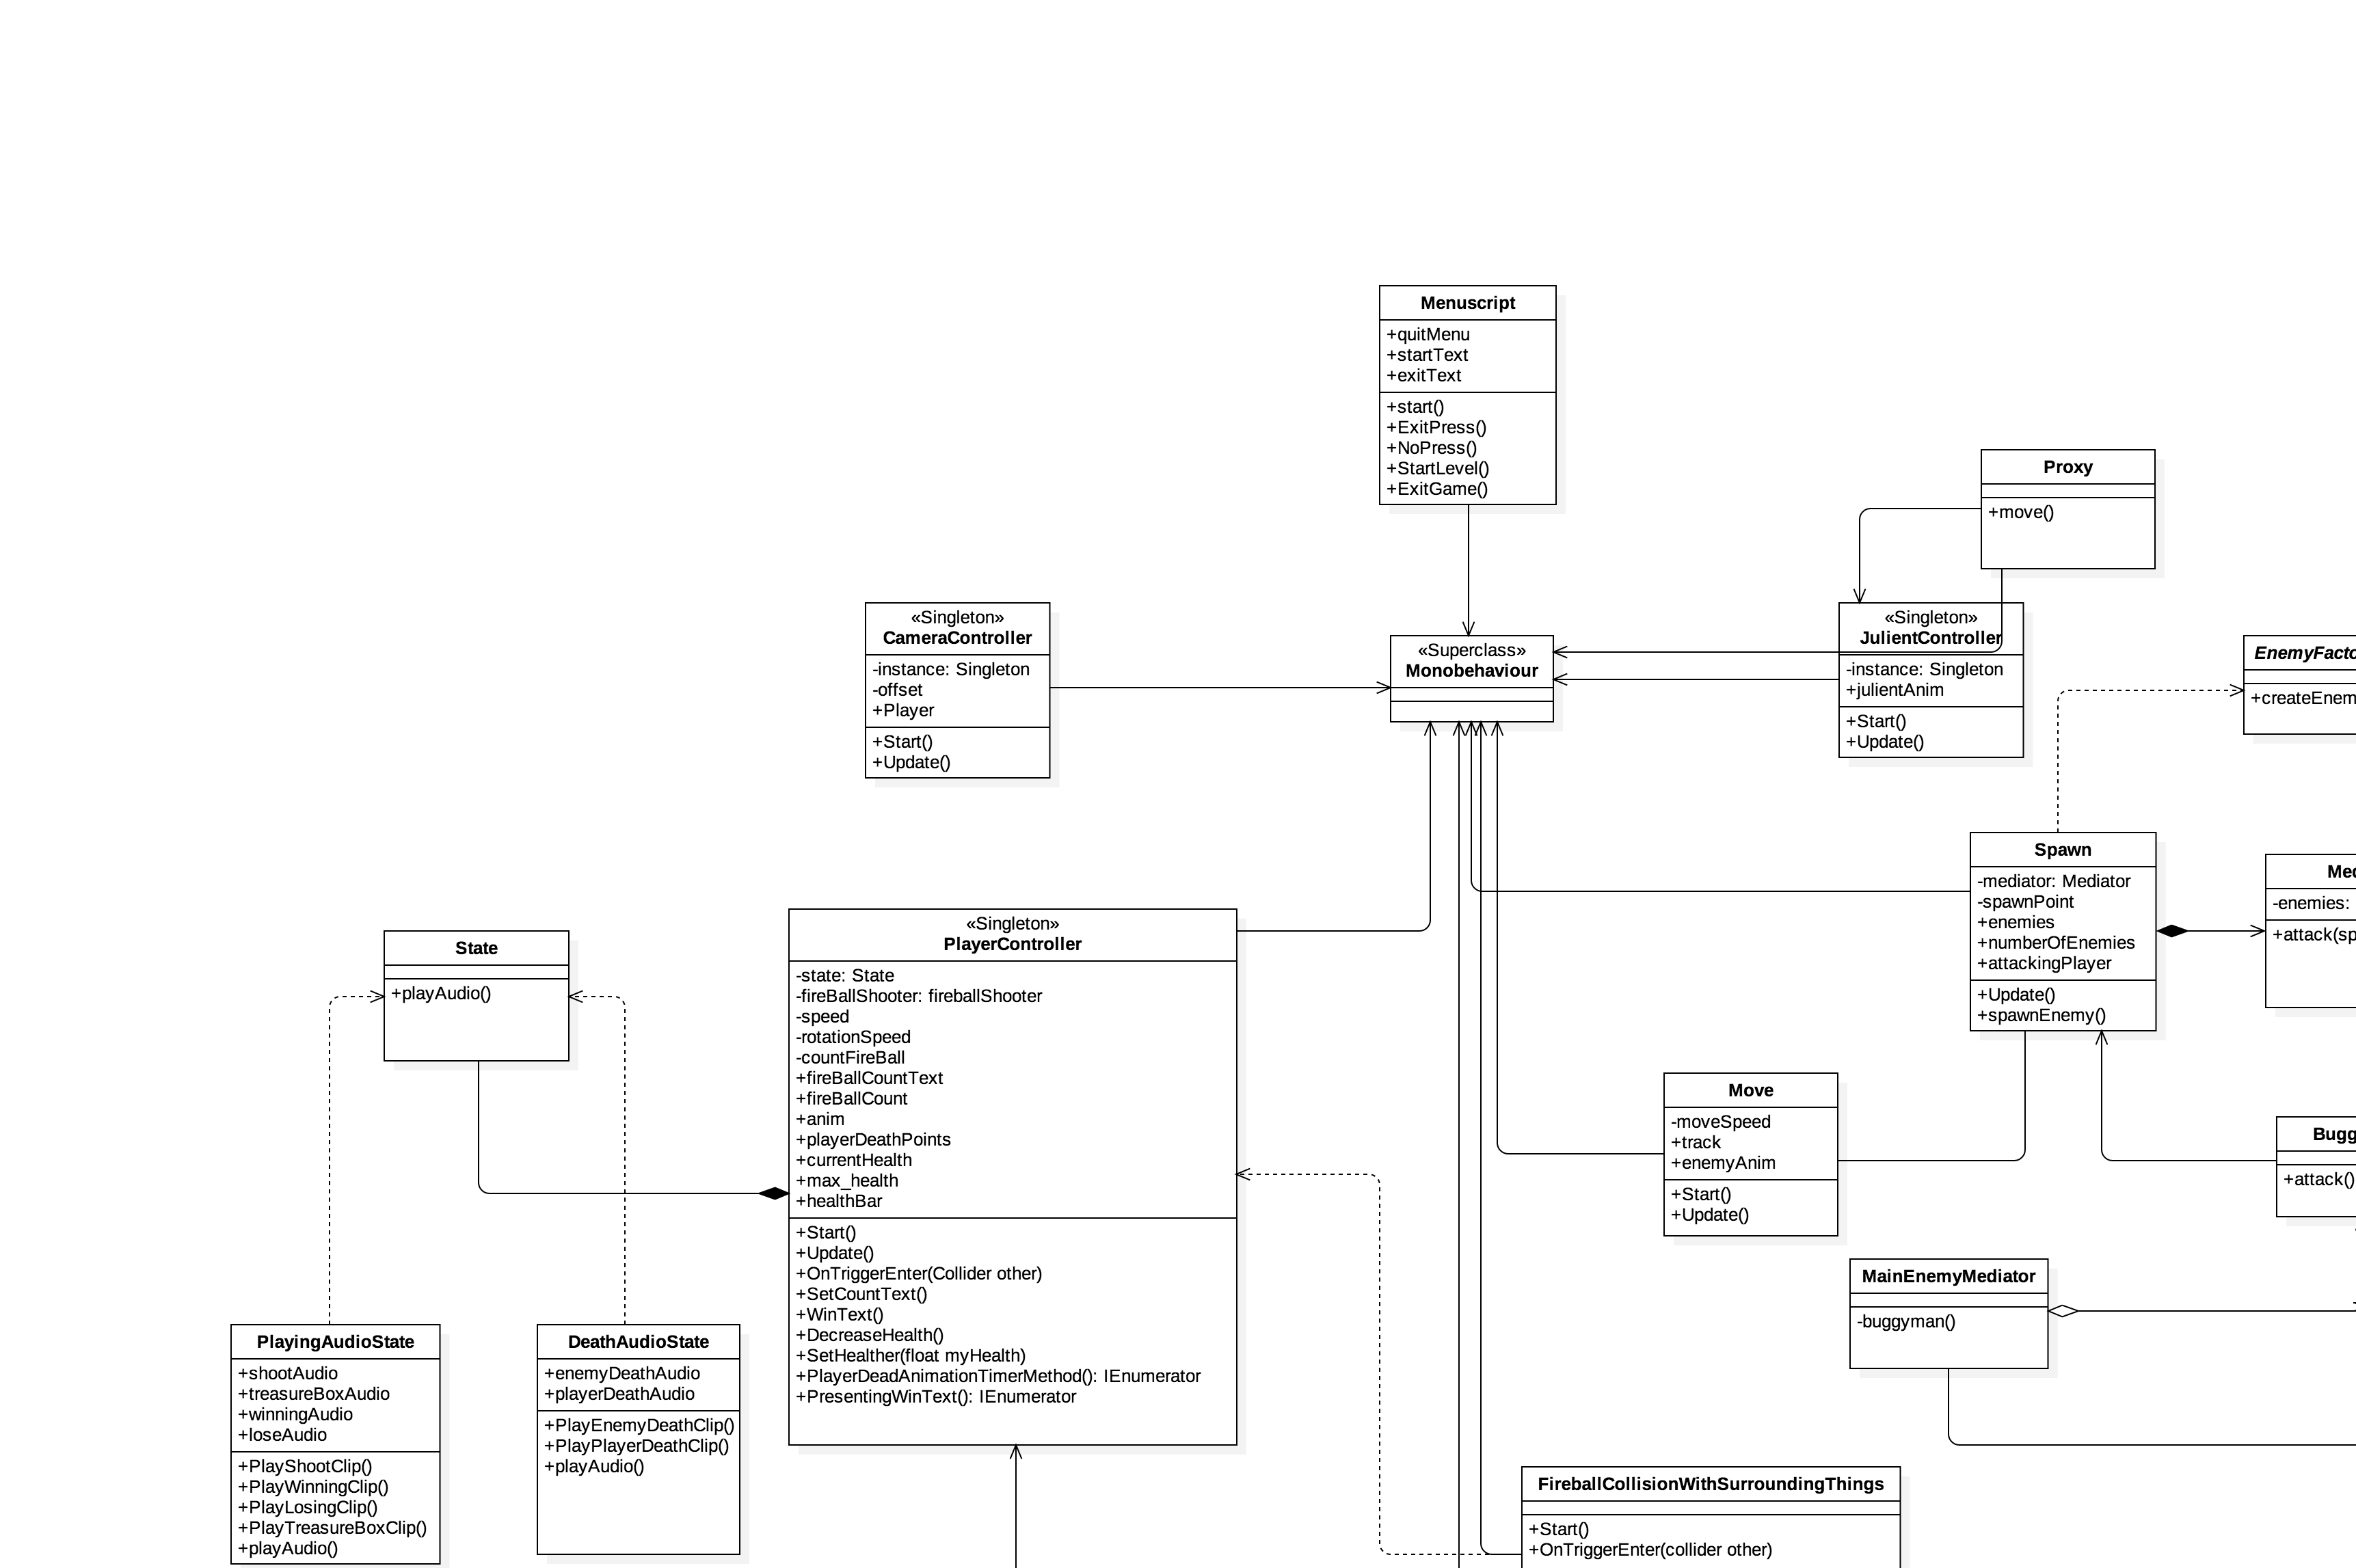 Menuscript
+quitMenu
+startText
+exitText
+start()
+ExitPress()
+NoPress()
+StartLevel()
+ExitGame()
Proxy
+move()
«Singleton»
CameraController
-instance: Singleton
-offset
+Player
+Start()
+Update()
«Superclass»
Monobehaviour
«Singleton»
JulientController
-instance: Singleton
+julientAnim
+Start()
+Update()
+createEnem
Spawn
-mediator: Mediator
-spawnPoint
+enemies
+numberOfEnemies
+attackingPlayer
+Update()
+spawnEnemy()
-enemies:
+attack(sp
State
+playAudio()
«Singleton»
PlayerController
-state: State
-fireBallShooter: fireballShooter
-speed
-rotationSpeed
-countFireBall
+fireBallCountText
+fireBallCount
+anim
+playerDeathPoints
+currentHealth
+max_health
+healthBar
+Start()
+Update()
+OnTriggerEnter(Collider other)
+SetCountText()
+WinText()
+DecreaseHealth()
+SetHealther(float myHealth)
+PlayerDeadAnimationTimerMethod(): IEnumerator
+PresentingWinText(): IEnumerator
Move
-moveSpeed
+track
+enemyAnim
+Start()
+Update()
Bugg
+attack()
MainEnemyMediator
-buggyman()
PlayingAudioState
+shootAudio
+treasureBoxAudio
+winningAudio
+loseAudio
+PlayShootClip()
+PlayWinningClip()
+PlayLosingClip()
+PlayTreasureBoxClip()
+playAudio()
DeathAudioState
+enemyDeathAudio
+playerDeathAudio
+PlayEnemyDeathClip()
+PlayPlayerDeathClip()
+playAudio()
FireballCollisionWithSurroundingThings
+Start()
+OnTriggerEnter(collider other)